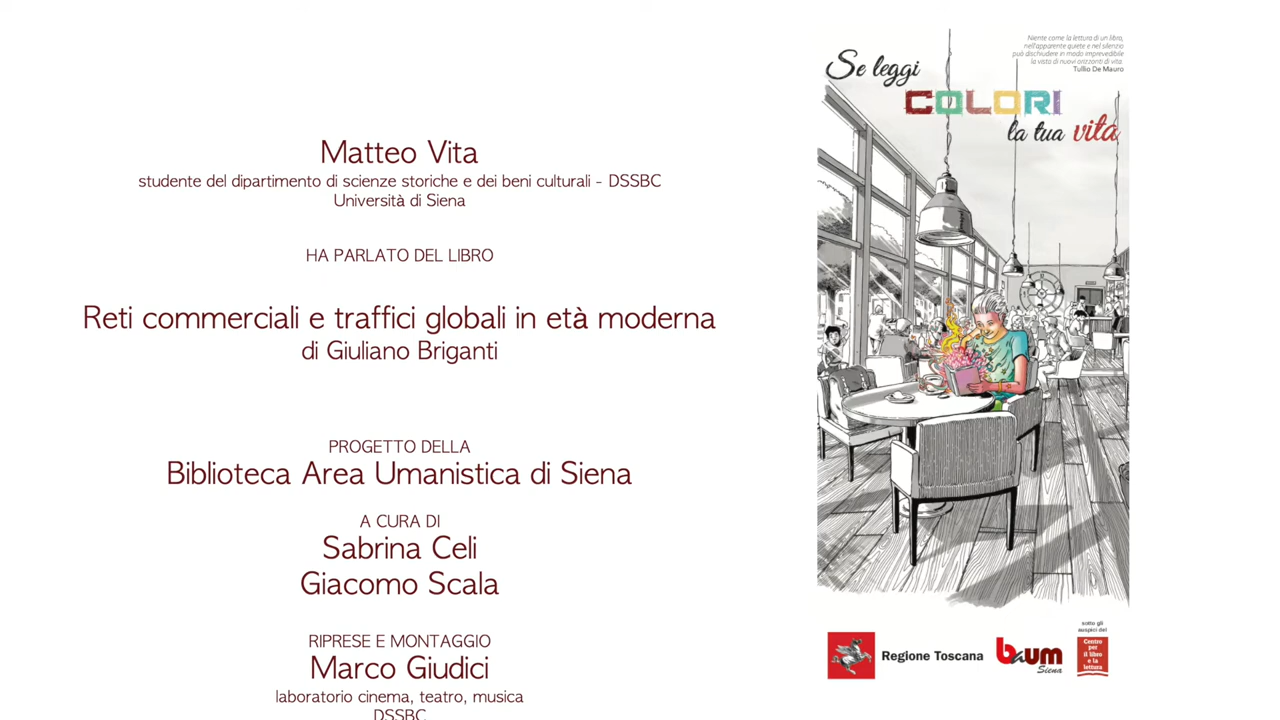 Matteo Vita
studente del dipartimento di scienze storiche e dei beni culturali - DSSBC
Università di Siena
HA PARLATO DEL LIBRO
Reti commerciali e traffici globali in età moderna
di Giuliano Briganti
PROGETTO DELLA
Biblioteca Area Umanistica di Siena
A CURA DI
Sabrina Celi
Giacomo Scala
RIPRESE E MONTAGGIO
Marco Giudici
laboratorio cinema, teatro, musica
DSSBC
Niente come la lettura di un libro,
nell'apparente quiete e nel silenzio
può dischiudere in modo imprevedibile
la vista di nuovi orizzonti di vita.
Tullio De Mauro
Se leggi
COLORI
la tua vita
Regione Toscana
baum
Siena
sotto gli
auspici del
Centro
per
il libro
e la
lettura